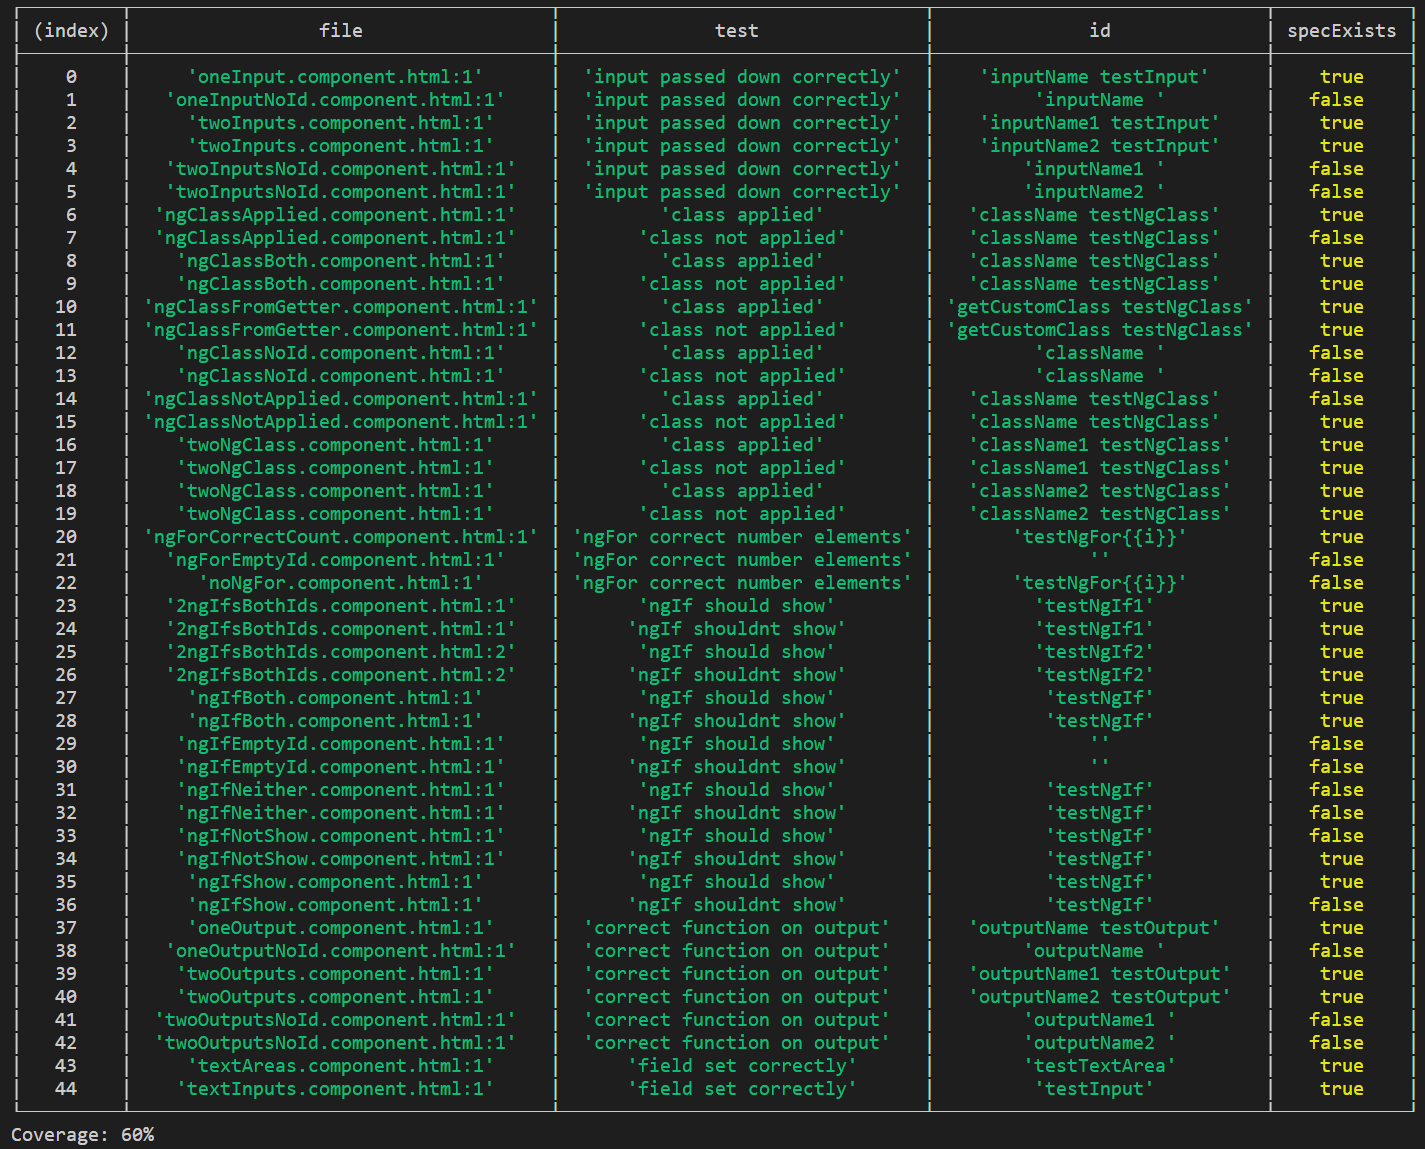 (index) file test id specExists
0 'oneInput.component.html:1' 'input passed down correctly' 'inputName testInput' true
1 'oneInputNoId.component.html:1' 'input passed down correctly' 'inputName ' false
2 'twoInputs.component.html:1' 'input passed down correctly' 'inputName1 testInput' true
3 'twoInputs.component.html:1' 'input passed down correctly' 'inputName2 testInput' true
4 'twoInputsNoId.component.html:1' 'input passed down correctly' 'inputName1 ' false
5 'twoInputsNoId.component.html:1' 'input passed down correctly' 'inputName2 ' false
6 'ngClassApplied.component.html:1' 'class applied' 'className testNgClass' true
7 'ngClassApplied.component.html:1' 'class not applied' 'className testNgClass' false
8 'ngClassBoth.component.html:1' 'class applied' 'className testNgClass' true
9 'ngClassBoth.component.html:1' 'class not applied' 'className testNgClass' true
10 'ngClassFromGetter.component.html:1' 'class applied' 'getCustomClass testNgClass' true
11 'ngClassFromGetter.component.html:1' 'class not applied' 'getCustomClass testNgClass' true
12 'ngClassNoId.component.html:1' 'class applied' 'className ' false
13 'ngClassNoId.component.html:1' 'class not applied' 'className ' false
14 'ngClassNotApplied.component.html:1' 'class applied' 'className testNgClass' false
15 'ngClassNotApplied.component.html:1' 'class not applied' 'className testNgClass' true
16 'twoNgClass.component.html:1' 'class applied' 'className1 testNgClass' true
17 'twoNgClass.component.html:1' 'class not applied' 'className1 testNgClass' true
18 'twoNgClass.component.html:1' 'class applied' 'className2 testNgClass' true
19 'twoNgClass.component.html:1' 'class not applied' 'className2 testNgClass' true
20 'ngForCorrectCount.component.html:1' 'ngFor correct number elements' 'testNgFor{{i}}' true
21 'ngForEmptyId.component.html:1' 'ngFor correct number elements' '' false
22 'noNgFor.component.html:1' 'ngFor correct number elements' 'testNgFor{{i}}' false
23 '2ngIfsBothIds.component.html:1' 'ngIf should show' 'testNgIf1' true
24 '2ngIfsBothIds.component.html:1' 'ngIf shouldnt show' 'testNgIf1' true
25 '2ngIfsBothIds.component.html:2' 'ngIf should show' 'testNgIf2' true
26 '2ngIfsBothIds.component.html:2' 'ngIf shouldnt show' 'testNgIf2' true
27 'ngIfBoth.component.html:1' 'ngIf should show' 'testNgIf' true
28 'ngIfBoth.component.html:1' 'ngIf shouldnt show' 'testNgIf' true
29 'ngIfEmptyId.component.html:1' 'ngIf should show' '' false
30 'ngIfEmptyId.component.html:1' 'ngIf shouldnt show' '' false
31 'ngIfNeither.component.html:1' 'ngIf should show' 'testNgIf' false
32 'ngIfNeither.component.html:1' 'ngIf shouldnt show' 'testNgIf' false
33 'ngIfNotShow.component.html:1' 'ngIf should show' 'testNgIf' false
34 'ngIfNotShow.component.html:1' 'ngIf shouldnt show' 'testNgIf' true
35 'ngIfShow.component.html:1' 'ngIf should show' 'testNgIf' true
36 'ngIfShow.component.html:1' 'ngIf shouldnt show' 'testNgIf' false
37 'oneOutput.component.html:1' 'correct function on output' 'outputName testOutput' true
38 'oneOutputNoId.component.html:1' 'correct function on output' 'outputName ' false
39 'twoOutputs.component.html:1' 'correct function on output' 'outputName1 testOutput' true
40 'twoOutputs.component.html:1' 'correct function on output' 'outputName2 testOutput' true
41 'twoOutputsNoId.component.html:1' 'correct function on output' 'outputName1 ' false
42 'twoOutputsNoId.component.html:1' 'correct function on output' 'outputName2 ' false
43 'textAreas.component.html:1' 'field set correctly' 'testTextArea' true
44 'textInputs.component.html:1' 'field set correctly' 'testInput' true
Coverage: 60%